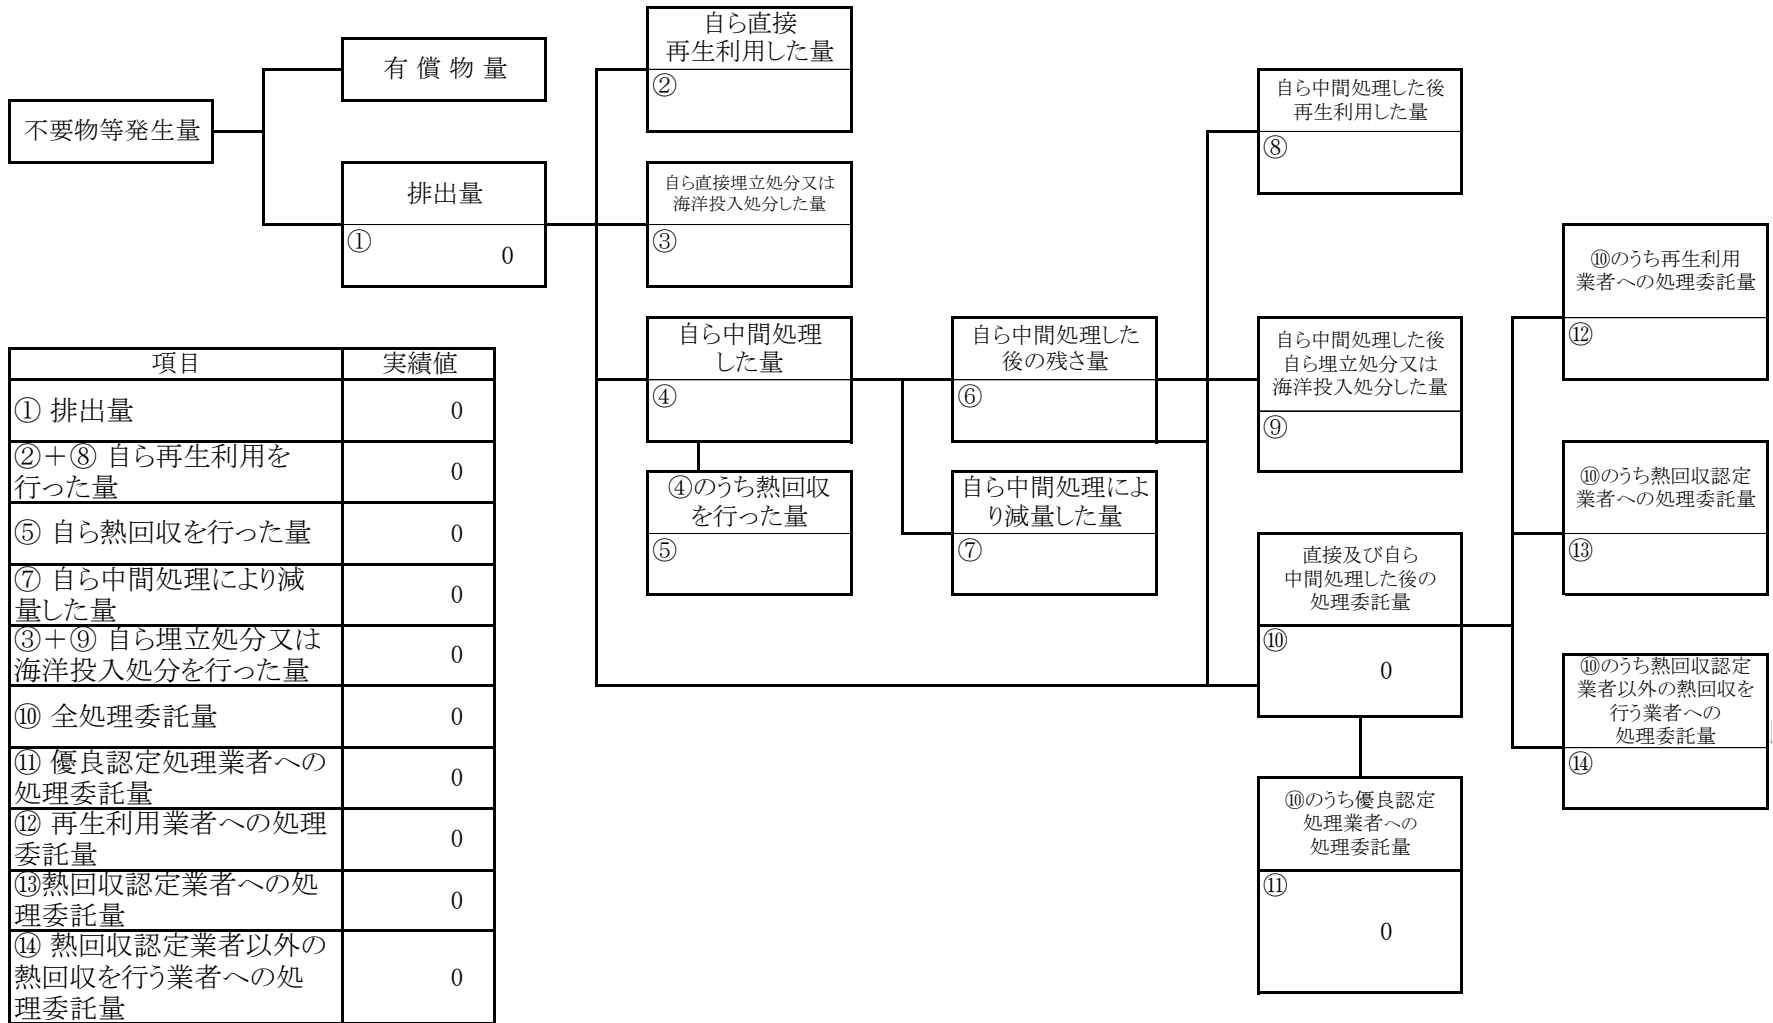 不要物等発生量
有償物量
排出量
①
0
自ら直接
再生利用した量
②
自ら直接埋立処分又は
海洋投入処分した量
③
自ら中間処理
した量
④
④のうち熱回収
を行った量
⑤
自ら中間処理した
後の残さ量
⑥
自ら中間処理によ
り減量した量
⑦
自ら中間処理した後
再生利用した量
⑧
自ら中間処理した後
自ら埋立処分又は
海洋投入処分した量
⑨
直接及び自ら
中間処理した後の
処理委託量
⑩
0
⑩のうち優良認定
処理業者への
処理委託量
⑪
0
⑩のうち再生利用
業者への処理委託量
⑫
⑩のうち熱回収認定
業者への処理委託量
⑬
⑩のうち熱回収認定
業者以外の熱回収を
行う業者への
処理委託量
⑭
項目 実績値
① 排出量 0
②+⑧ 自ら再生利用を
行った量 0
⑤ 自ら熱回収を行った量 0
⑦ 自ら中間処理により減
量した量 0
③+⑨ 自ら埋立処分又は
海洋投入処分を行った量 0
⑩ 全処理委託量 0
⑪ 優良認定処理業者への
処理委託量 0
⑫ 再生利用業者への処理
委託量 0
⑬熱回収認定業者への処
理委託量 0
⑭ 熱回収認定業者以外の
熱回収を行う業者への処
理委託量 0